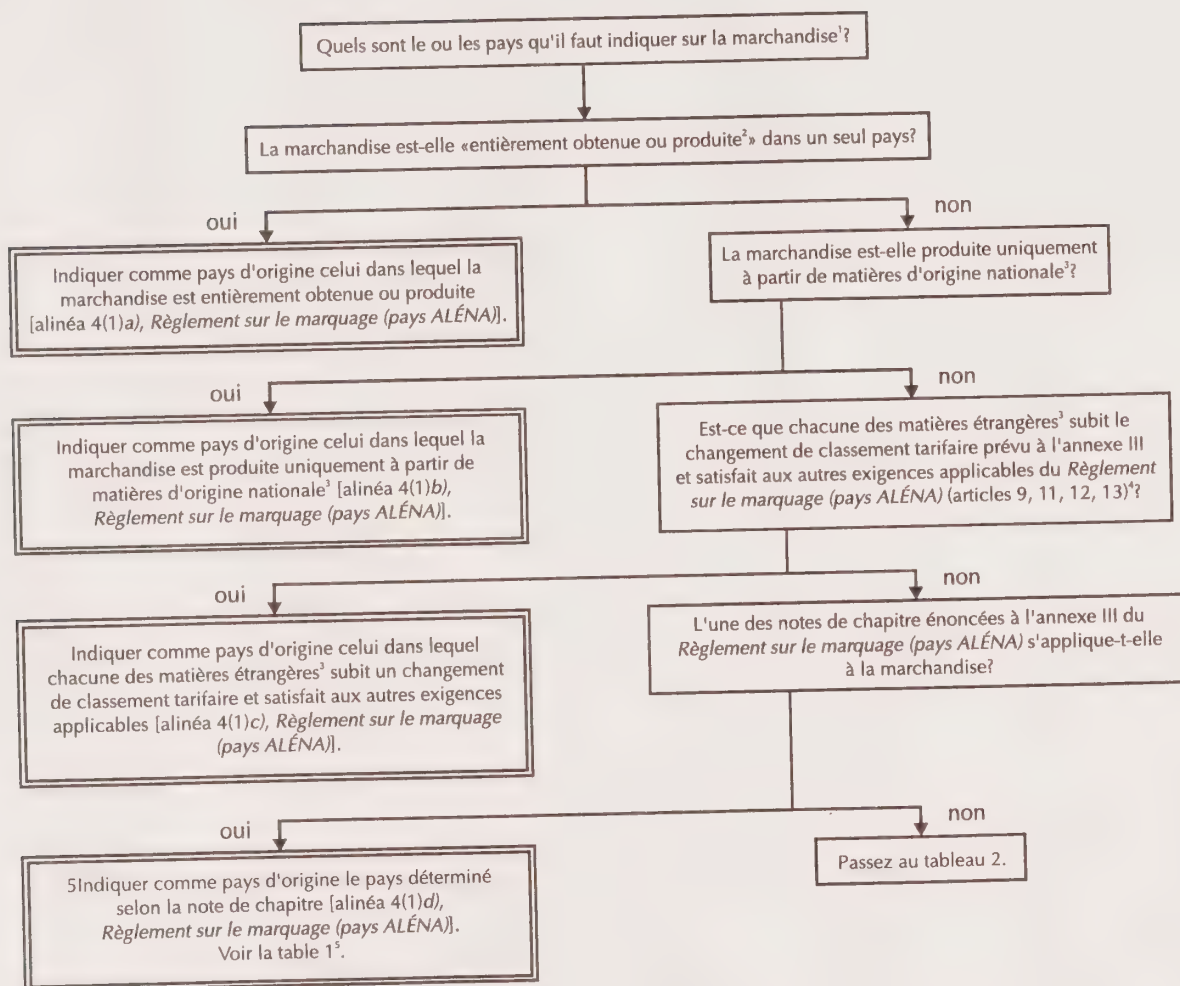 Quels sont le ou les pays qu'il faut indiquer sur la marchandise¹?
La marchandise est-elle «entièrement obtenue ou produite²» dans un seul pays?
oui
non
Indiquer comme pays d'origine celui dans lequel la
marchandise est entièrement obtenue ou produite
[alinéa 4(1)a), Règlement sur le marquage (pays ALÉNA)].
La marchandise est-elle produite uniquement
à partir de matières d'origine nationale³?
oui
non
Indiquer comme pays d'origine celui dans lequel la
marchandise est produite uniquement à partir de
matières d'origine nationale³ [alinéa 4(1)b),
Règlement sur le marquage (pays ALÉNA)].
Est-ce que chacune des matières étrangères³ subit le
changement de classement tarifaire prévu à l'annexe III
et satisfait aux autres exigences applicables du Règlement
sur le marquage (pays ALÉNA) (articles 9, 11, 12, 13)⁴?
oui
non
Indiquer comme pays d'origine celui dans lequel
chacune des matières étrangères³ subit un changement
de classement tarifaire et satisfait aux autres exigences
applicables [alinéa 4(1)c), Règlement sur le marquage
(pays ALÉNA)].
L'une des notes de chapitre énoncées à l'annexe III du
Règlement sur le marquage (pays ALÉNA) s'applique-t-elle
à la marchandise?
oui
non
5Indiquer comme pays d'origine le pays déterminé
selon la note de chapitre [alinéa 4(1)d),
Règlement sur le marquage (pays ALÉNA)].
Voir la table 1⁵.
Passez au tableau 2.